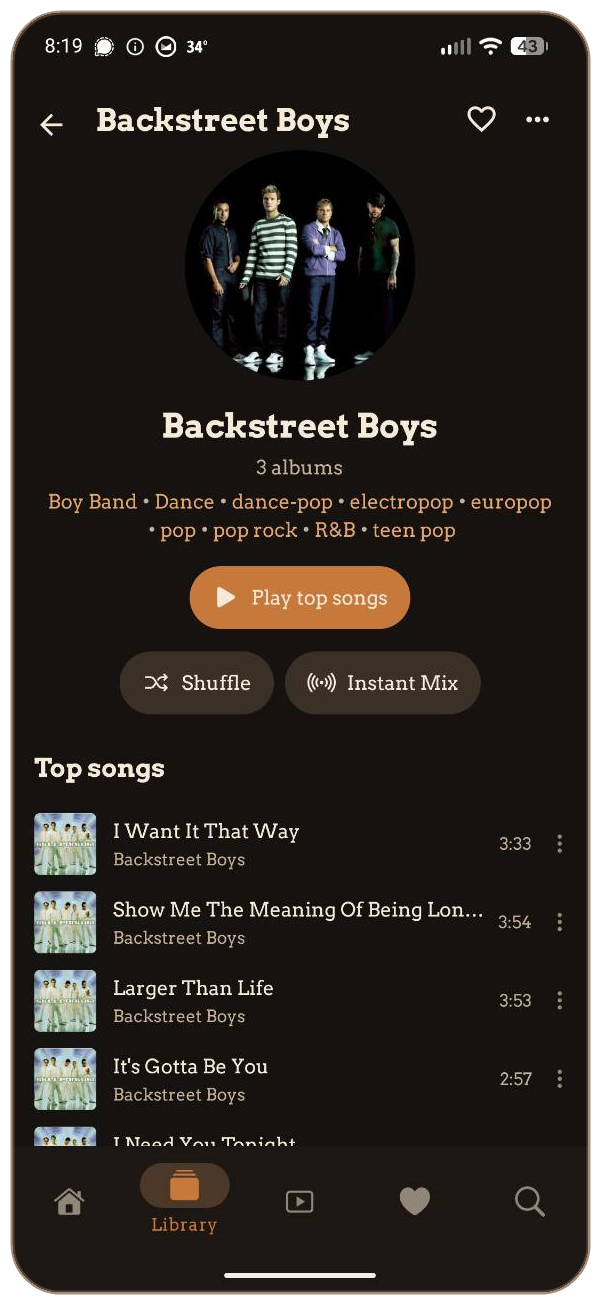 8:19 34°
43
Backstreet Boys
Backstreet Boys
3 albums
Boy Band • Dance • dance-pop • electropop • europop
• pop • pop rock • R&B • teen pop
Play top songs
Shuffle
Instant Mix
Top songs
I Want It That Way
Backstreet Boys
3:33
Show Me The Meaning Of Being Lon...
Backstreet Boys
3:54
Larger Than Life
Backstreet Boys
3:53
It's Gotta Be You
Backstreet Boys
2:57
I Need You Tonight
Library